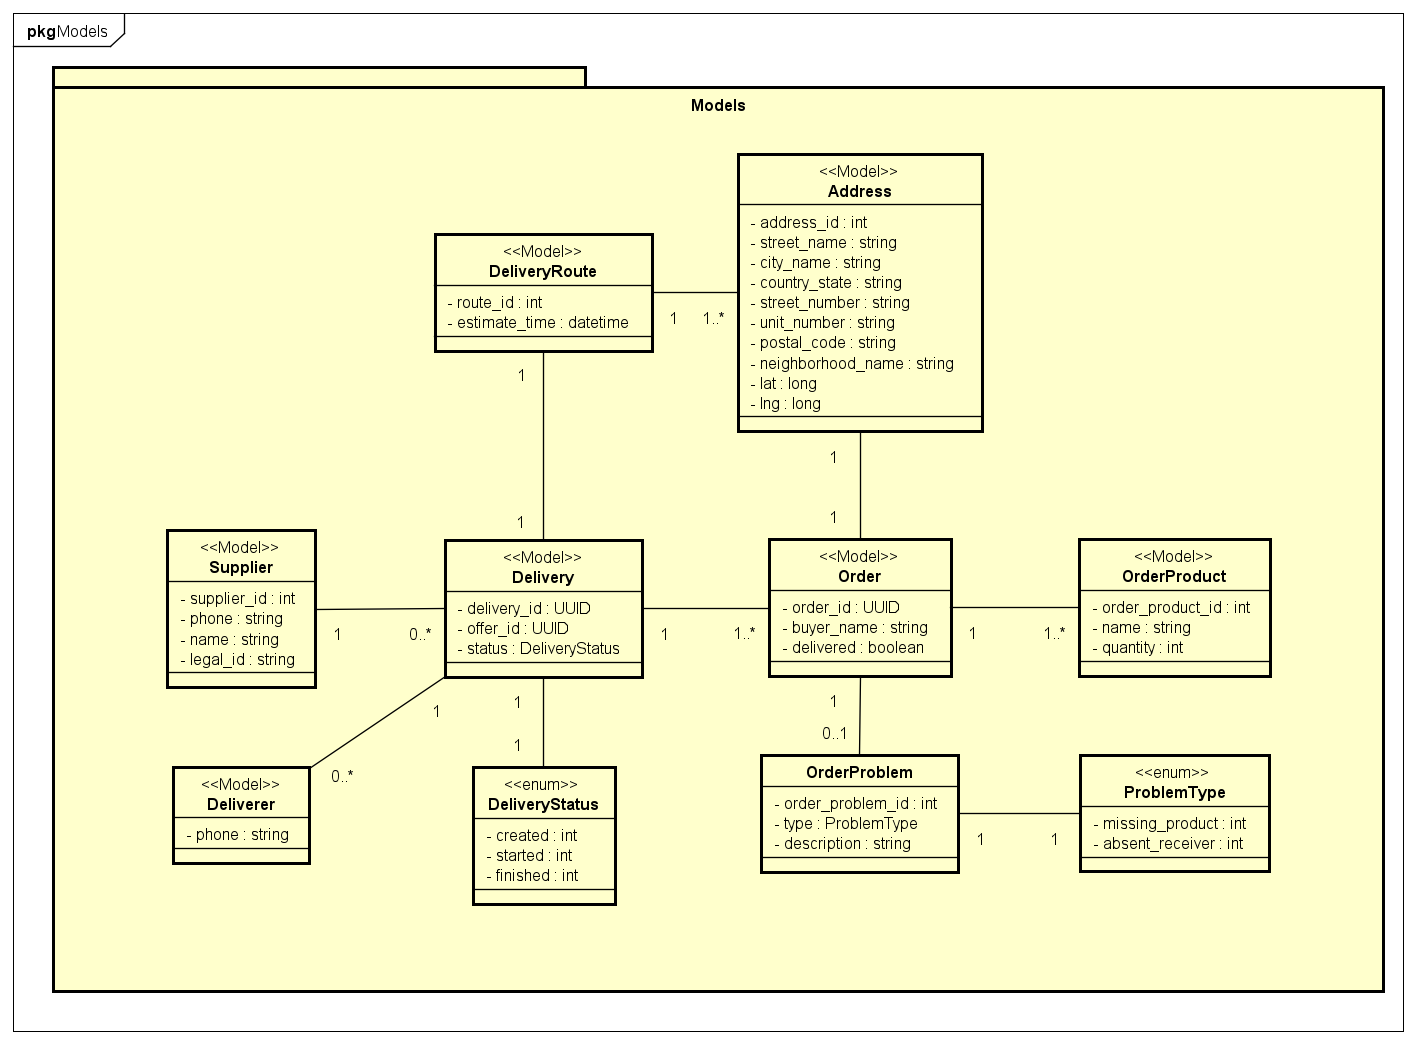 pkgModels
Models
<<Model>>
Address
- address_id : int
- street_name : string
- city_name : string
- country_state : string
- street_number : string
- unit_number : string
- postal_code : string
- neighborhood_name : string
- lat : long
- lng : long
<<Model>>
DeliveryRoute
- route_id : int
- estimate_time : datetime
1
1..*
1
1
1
1
<<Model>>
Supplier
- supplier_id : int
- phone : string
- name : string
- legal_id : string
1
0..*
<<Model>>
Delivery
- delivery_id : UUID
- offer_id : UUID
- status : DeliveryStatus
1
1..*
<<Model>>
Order
- order_id : UUID
- buyer_name : string
- delivered : boolean
1
1..*
<<Model>>
OrderProduct
- order_product_id : int
- name : string
- quantity : int
1
0..*
1
1
1
0..1
<<Model>>
Deliverer
- phone : string
<<enum>>
DeliveryStatus
- created : int
- started : int
- finished : int
OrderProblem
- order_problem_id : int
- type : ProblemType
- description : string
1
1
<<enum>>
ProblemType
- missing_product : int
- absent_receiver : int